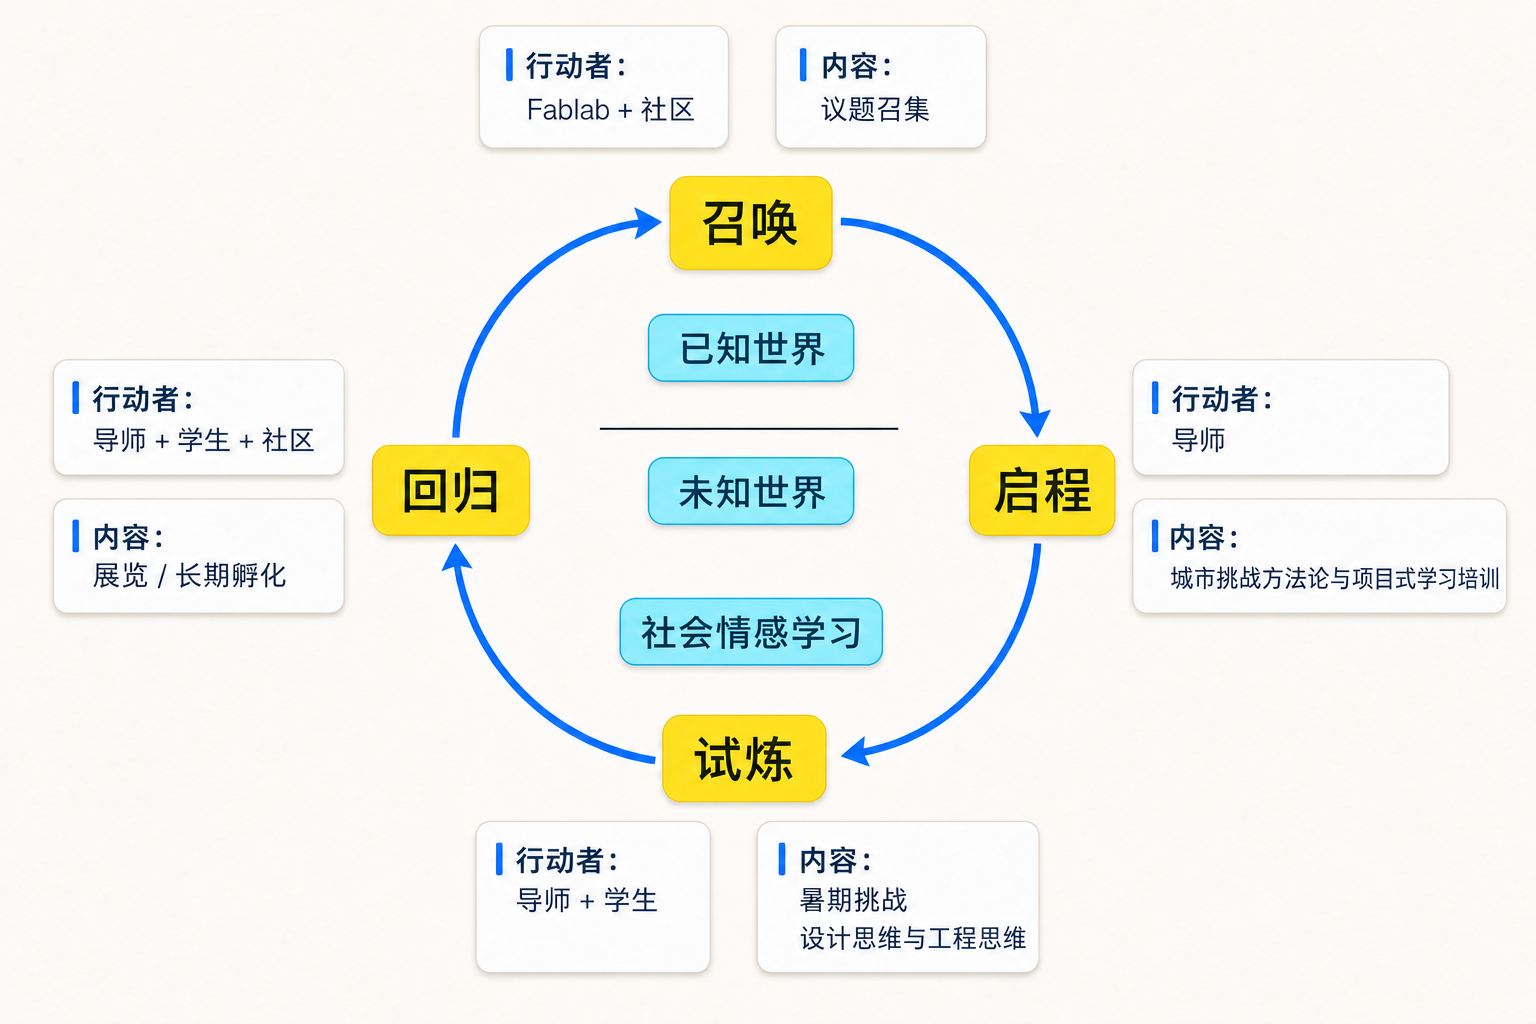 行动者：
Fablab + 社区
内容：
议题召集
召唤
已知世界
行动者：
导师 + 学生 + 社区
内容：
展览 / 长期孵化
回归
未知世界
启程
行动者：
导师
内容：
城市挑战方法论与项目式学习培训
社会情感学习
试炼
行动者：
导师 + 学生
内容：
暑期挑战
设计思维与工程思维